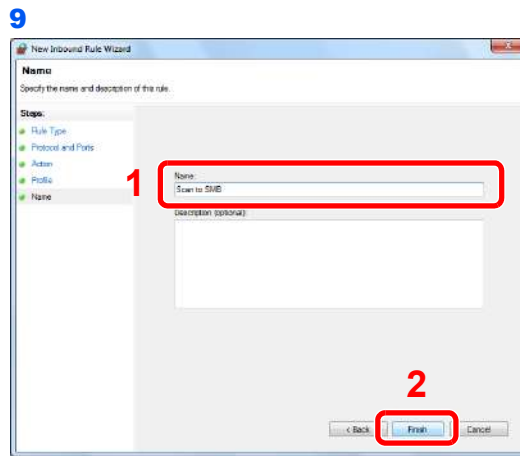 9
New Inbound Rule Wizard
Name
Specify the name and description of this rule.
Steps:
Rule Type
Protocol and Ports
Action
Profile
Name
1
Name:
Scan to SMB
Description (optional):
2
< Back
Finish
Cancel